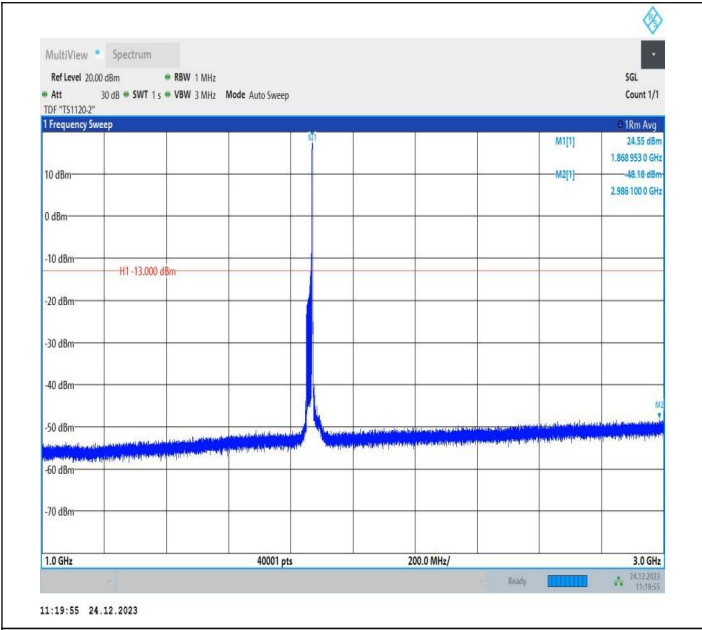 MultiView Spectrum
Ref Level 20.00 dBm RBW 1 MHz SGL
Att 30 dB SWT 1 s VBW 3 MHz Mode Auto Sweep Count 1/1
TDF "TS1120-2"
1 Frequency Sweep 1Rm Avg
M1 M1[1] 24.55 dBm
1.868 953 0 GHz
10 dBm M2[1] -48.18 dBm
2.986 100 0 GHz
0 dBm
-10 dBm
H1 -13.000 dBm
-20 dBm
-30 dBm
-40 dBm
M2
-50 dBm
-60 dBm
-70 dBm
1.0 GHz 40001 pts 200.0 MHz/ 3.0 GHz
Ready 24.12.2023
11:19:55
11:19:55 24.12.2023